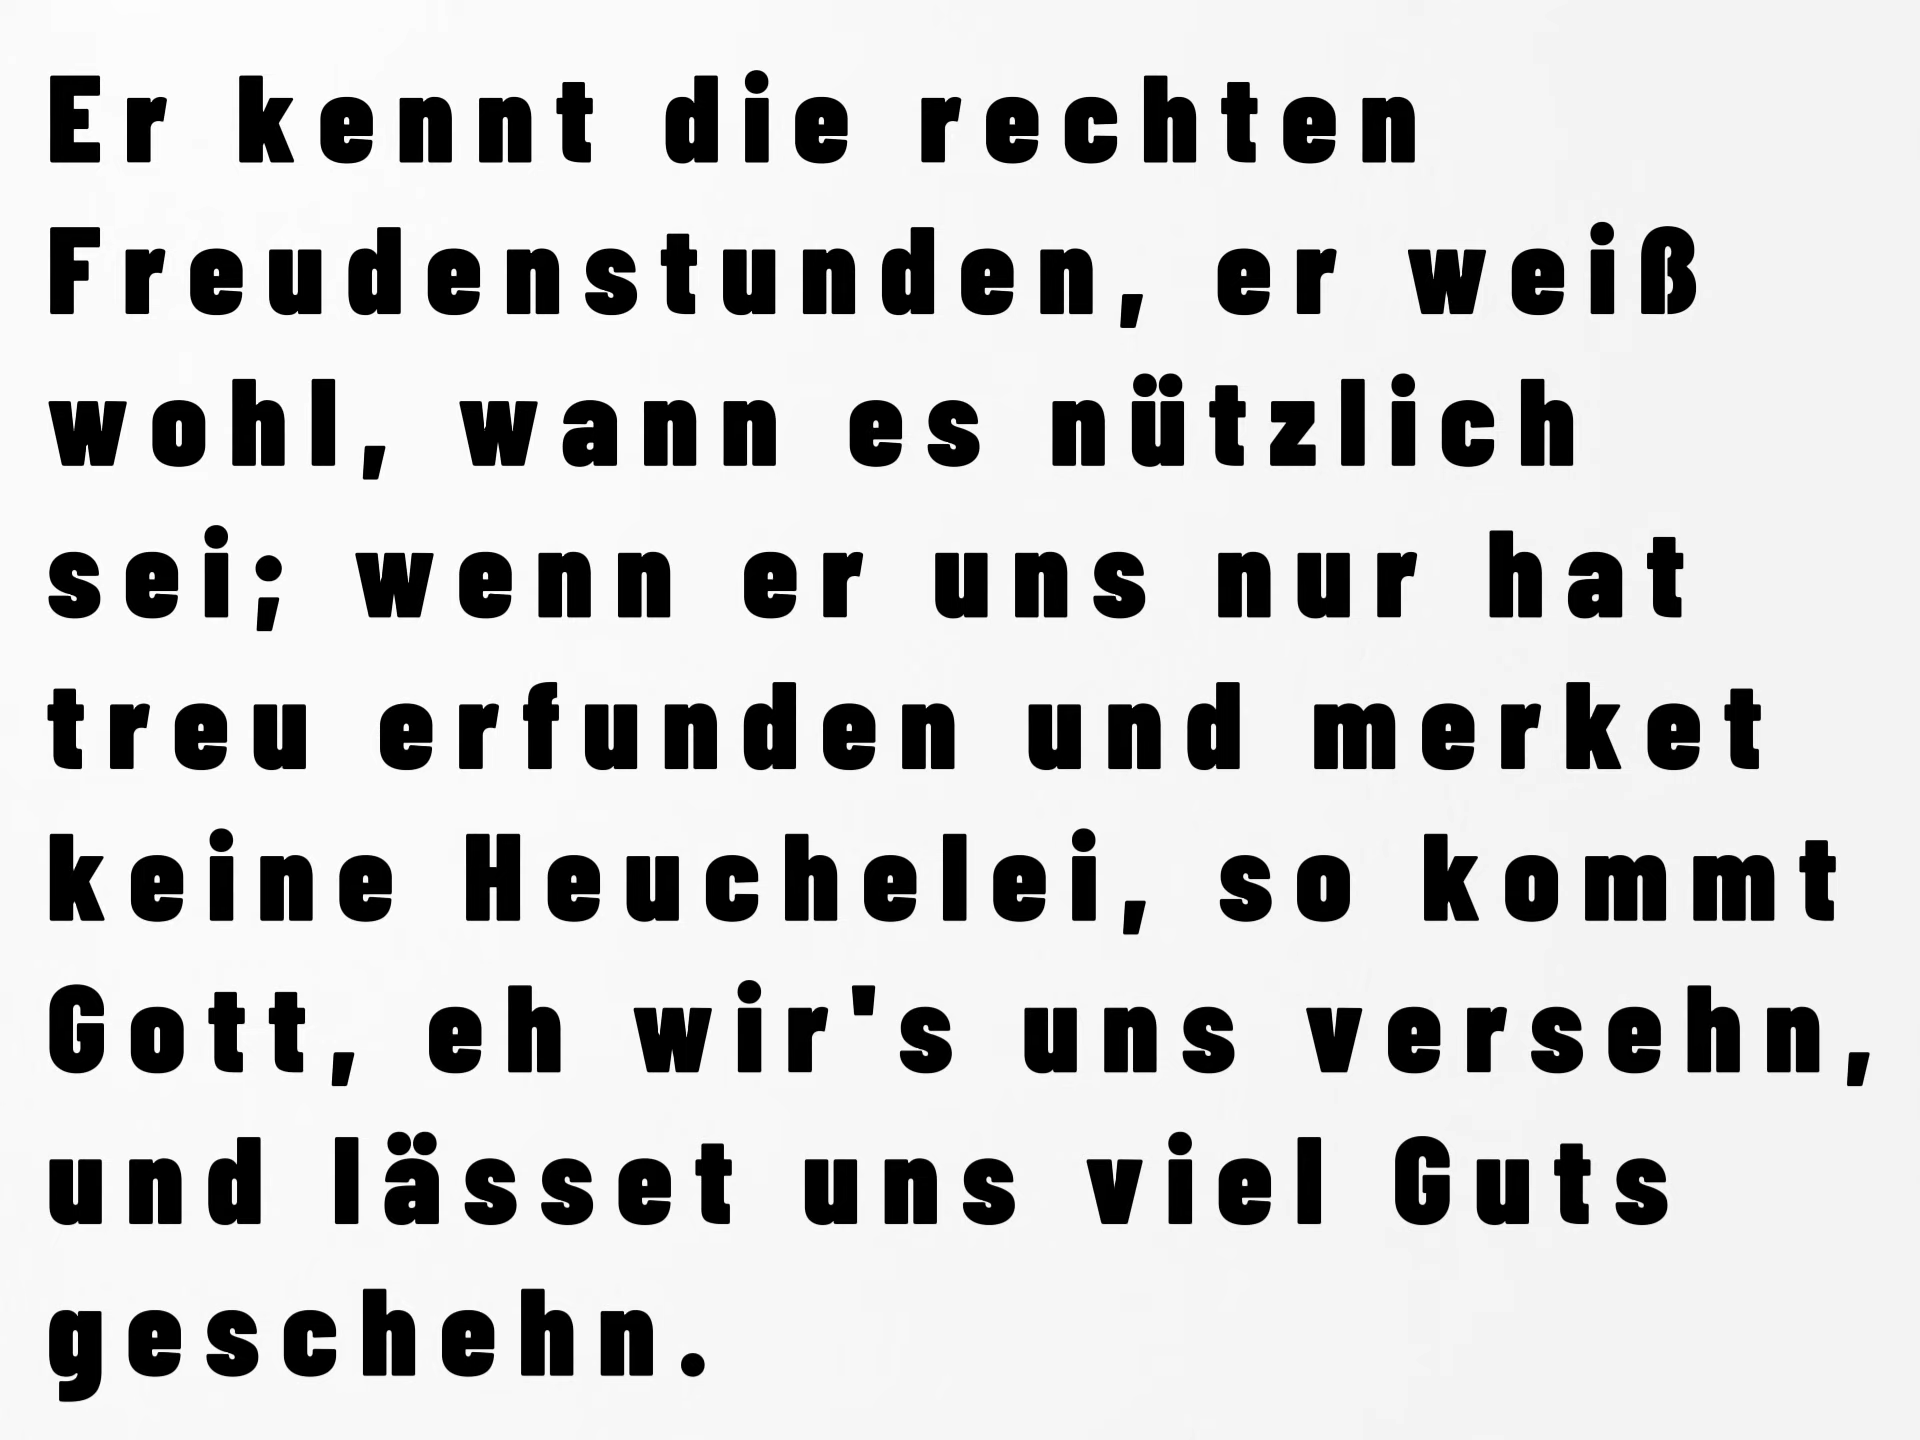 Er kennt die rechten
Freudenstunden, er weiß
wohl, wann es nützlich
sei; wenn er uns nur hat
treu erfunden und merket
keine Heuchelei, so kommt
Gott, eh wir's uns versehn,
und lässet uns viel Guts
geschehn.